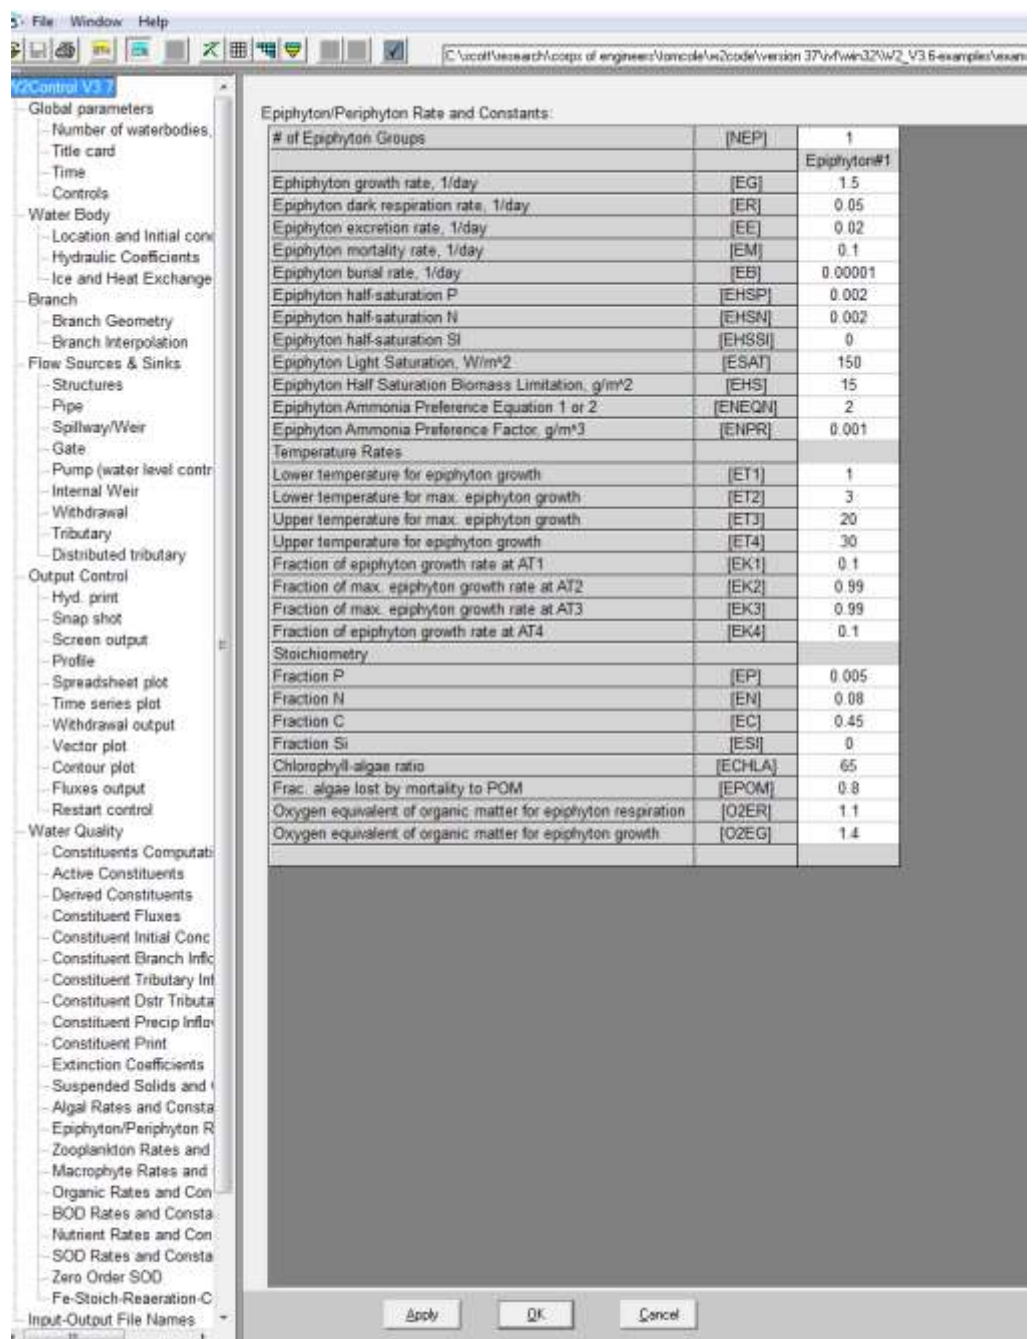 File Window Help
C:\scott\research\corps of engineers\tomcole\w2code\version 37\ivf\win32\W2_V3.6-examples\exam
W2Control V3.7
Global parameters
Number of waterbodies,
Title card
Time
Controls
Water Body
Location and Initial cond
Hydraulic Coefficients
Ice and Heat Exchange
Branch
Branch Geometry
Branch Interpolation
Flow Sources & Sinks
Structures
Pipe
Spillway/Weir
Gate
Pump (water level contr
Internal Weir
Withdrawal
Tributary
Distributed tributary
Output Control
Hyd. print
Snap shot
Screen output
Profile
Spreadsheet plot
Time series plot
Withdrawal output
Vector plot
Contour plot
Fluxes output
Restart control
Water Quality
Constituents Computati
Active Constituents
Derived Constituents
Constituent Fluxes
Constituent Initial Conc
Constituent Branch Inflo
Constituent Tributary Inf
Constituent Dstr Tributa
Constituent Precip Inflow
Constituent Print
Extinction Coefficients
Suspended Solids and
Algal Rates and Consta
Epiphyton/Periphyton R
Zooplankton Rates and
Macrophyte Rates and
Organic Rates and Con
BOD Rates and Consta
Nutrient Rates and Con
SOD Rates and Consta
Zero Order SOD
Fe-Stoich-Reaeration-C
Input-Output File Names
Epiphyton/Periphyton Rate and Constants:
# of Epiphyton Groups [NEP] 1
Epiphyton#1
Ephiphyton growth rate, 1/day [EG] 1.5
Epiphyton dark respiration rate, 1/day [ER] 0.05
Epiphyton excretion rate, 1/day [EE] 0.02
Epiphyton mortality rate, 1/day [EM] 0.1
Epiphyton burial rate, 1/day [EB] 0.00001
Epiphyton half-saturation P [EHSP] 0.002
Epiphyton half-saturation N [EHSN] 0.002
Epiphyton half-saturation SI [EHSSI] 0
Epiphyton Light Saturation, W/m^2 [ESAT] 150
Epiphyton Half Saturation Biomass Limitation, g/m^2 [EHS] 15
Epiphyton Ammonia Preference Equation 1 or 2 [ENEQN] 2
Epiphyton Ammonia Preference Factor, g/m^3 [ENPR] 0.001
Temperature Rates
Lower temperature for epiphyton growth [ET1] 1
Lower temperature for max. epiphyton growth [ET2] 3
Upper temperature for max. epiphyton growth [ET3] 20
Upper temperature for epiphyton growth [ET4] 30
Fraction of epiphyton growth rate at AT1 [EK1] 0.1
Fraction of max. epiphyton growth rate at AT2 [EK2] 0.99
Fraction of max. epiphyton growth rate at AT3 [EK3] 0.99
Fraction of epiphyton growth rate at AT4 [EK4] 0.1
Stoichiometry
Fraction P [EP] 0.005
Fraction N [EN] 0.08
Fraction C [EC] 0.45
Fraction Si [ESI] 0
Chlorophyll-algae ratio [ECHLA] 65
Frac. algae lost by mortality to POM [EPOM] 0.8
Oxygen equivalent of organic matter for epiphyton respiration [O2ER] 1.1
Oxygen equivalent of organic matter for epiphyton growth [O2EG] 1.4
Apply OK Cancel